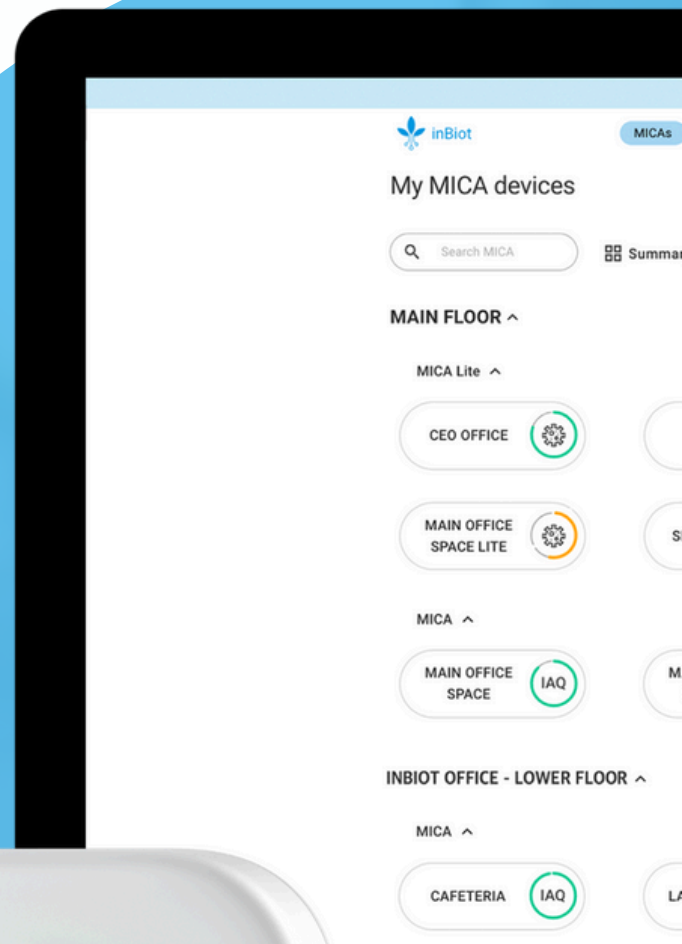 inBiot
MICAs
My MICA devices
Search MICA
MAIN FLOOR
MICA Lite
CEO OFFICE
MAIN OFFICE
SPACE LITE
MICA
MAIN OFFICE
SPACE
IAQ
INBIOT OFFICE - LOWER FLOOR
MICA
CAFETERIA
IAQ